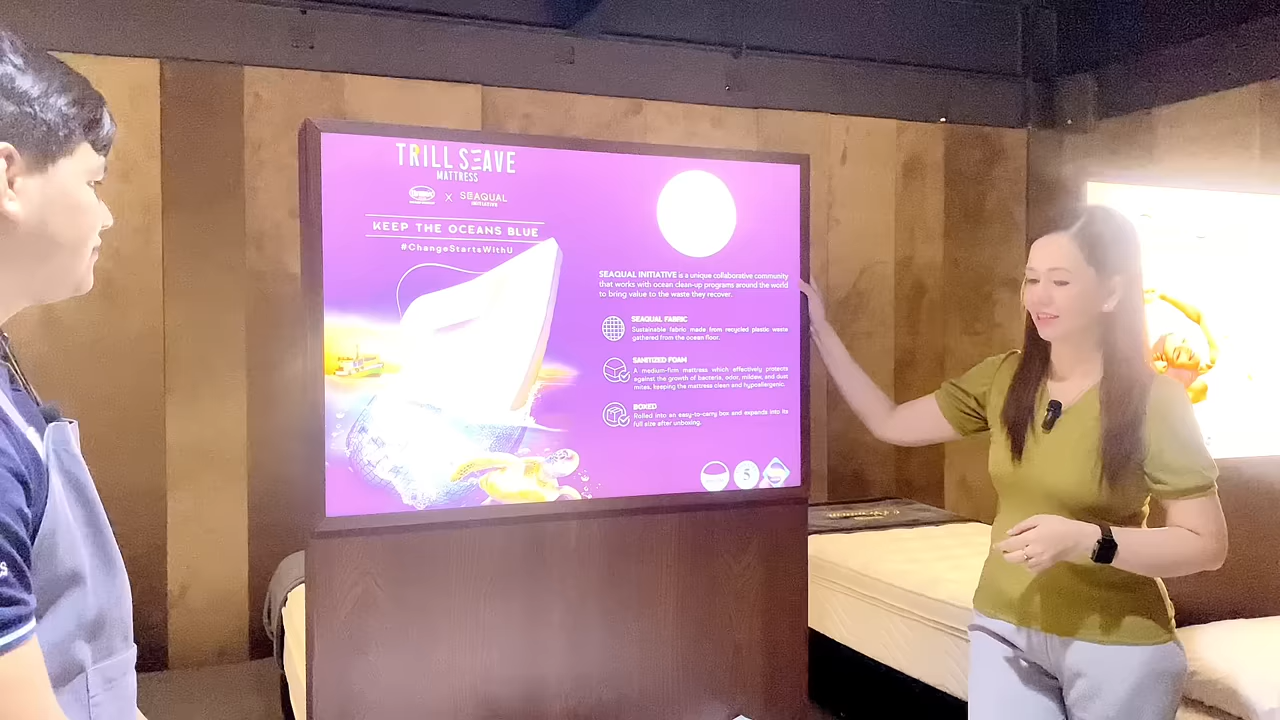 TRILL SEAVE
MATTRESS
X SEAQUAL
INITIATIVE
KEEP THE OCEANS BLUE
#ChangeStartsWithU
SEAQUAL INITIATIVE is a unique collaborative community
that works with ocean clean-up programs around the world
to bring value to the waste they recover.
SEAQUAL FABRIC
Sustainable fabric made from recycled plastic waste
gathered from the ocean floor.
SANITIZED FOAM
A medium-firm mattress which effectively protects
against the growth of bacteria, odor, mildew, and dust
mites, keeping the mattress clean and hypoallergenic.
BOXED
Rolled into an easy-to-carry box and expands into its
full size after unboxing.
5
S